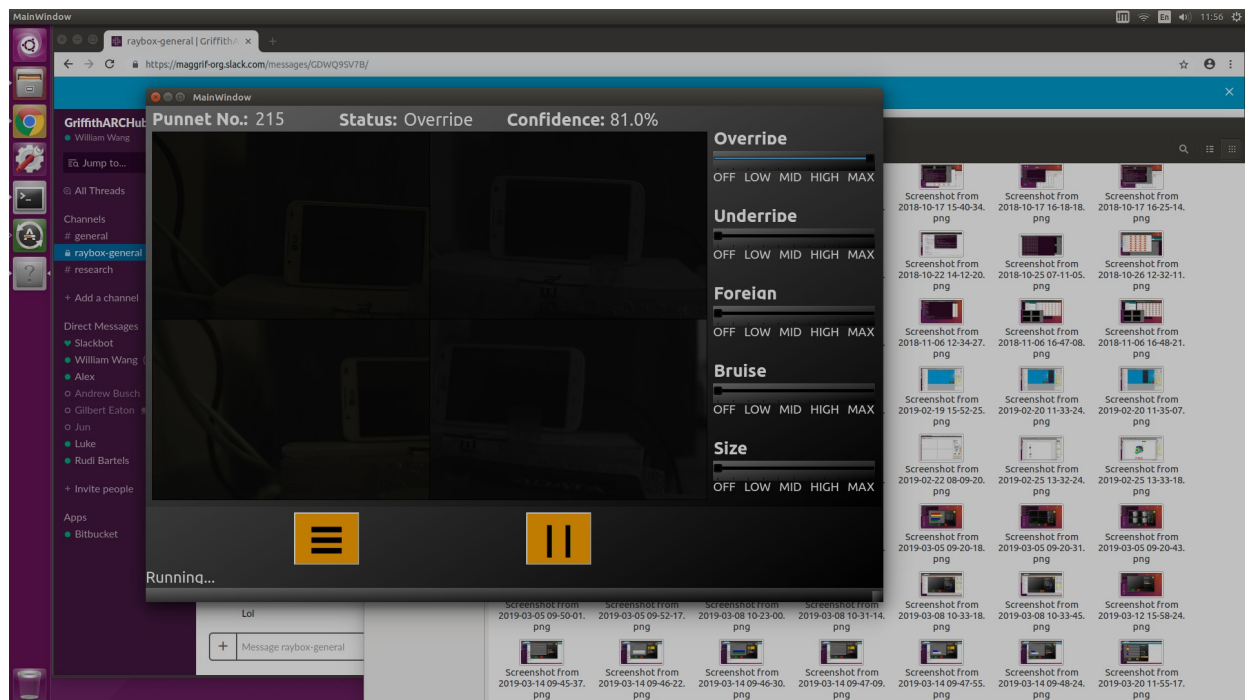 MainWindow
En
11:56
raybox-general | GriffithA
https://maggrif-org.slack.com/messages/GDWQ9SV7B/
MainWindow
GriffithARCHub
William Wang
Jump to...
All Threads
Channels
# general
raybox-general
# research
+ Add a channel
Direct Messages
Slackbot
William Wang
Alex
Andrew Busch
Gilbert Eaton
Jun
Luke
Rudi Bartels
+ Invite people
Apps
Bitbucket
Punnet No.: 215 Status: Overripe Confidence: 81.0%
Overripe
OFF LOW MID HIGH MAX
Underripe
OFF LOW MID HIGH MAX
Foreign
OFF LOW MID HIGH MAX
Bruise
OFF LOW MID HIGH MAX
Size
OFF LOW MID HIGH MAX
Running...
Lol
Message raybox-general
Screenshot from Screenshot from Screenshot from
2018-10-17 15-40-34. 2018-10-17 16-18-18. 2018-10-17 16-25-14.
png png png
Screenshot from Screenshot from Screenshot from
2018-10-22 14-12-20. 2018-10-25 07-11-05. 2018-10-26 12-32-11.
png png png
Screenshot from Screenshot from Screenshot from
2018-11-06 12-34-27. 2018-11-06 16-47-08. 2018-11-06 16-48-21.
png png png
Screenshot from Screenshot from Screenshot from
2019-02-19 15-52-25. 2019-02-20 11-33-24. 2019-02-20 11-35-07.
png png png
Screenshot from Screenshot from Screenshot from
2019-02-22 08-09-20. 2019-02-25 13-32-24. 2019-02-25 13-33-18.
png png png
Screenshot from Screenshot from Screenshot from
2019-03-05 09-20-18. 2019-03-05 09-20-31. 2019-03-05 09-20-43.
png png png
Screenshot from Screenshot from Screenshot from Screenshot from Screenshot from Screenshot from Screenshot from
2019-03-05 09-50-01. 2019-03-05 09-52-17. 2019-03-08 10-23-00. 2019-03-08 10-31-14. 2019-03-08 10-33-18. 2019-03-08 10-33-45. 2019-03-12 15-58-24.
png png png png png png png
Screenshot from Screenshot from Screenshot from Screenshot from Screenshot from Screenshot from Screenshot from
2019-03-14 09-45-37. 2019-03-14 09-46-22. 2019-03-14 09-46-30. 2019-03-14 09-47-09. 2019-03-14 09-47-55. 2019-03-14 09-48-24. 2019-03-20 11-55-17.
png png png png png png png